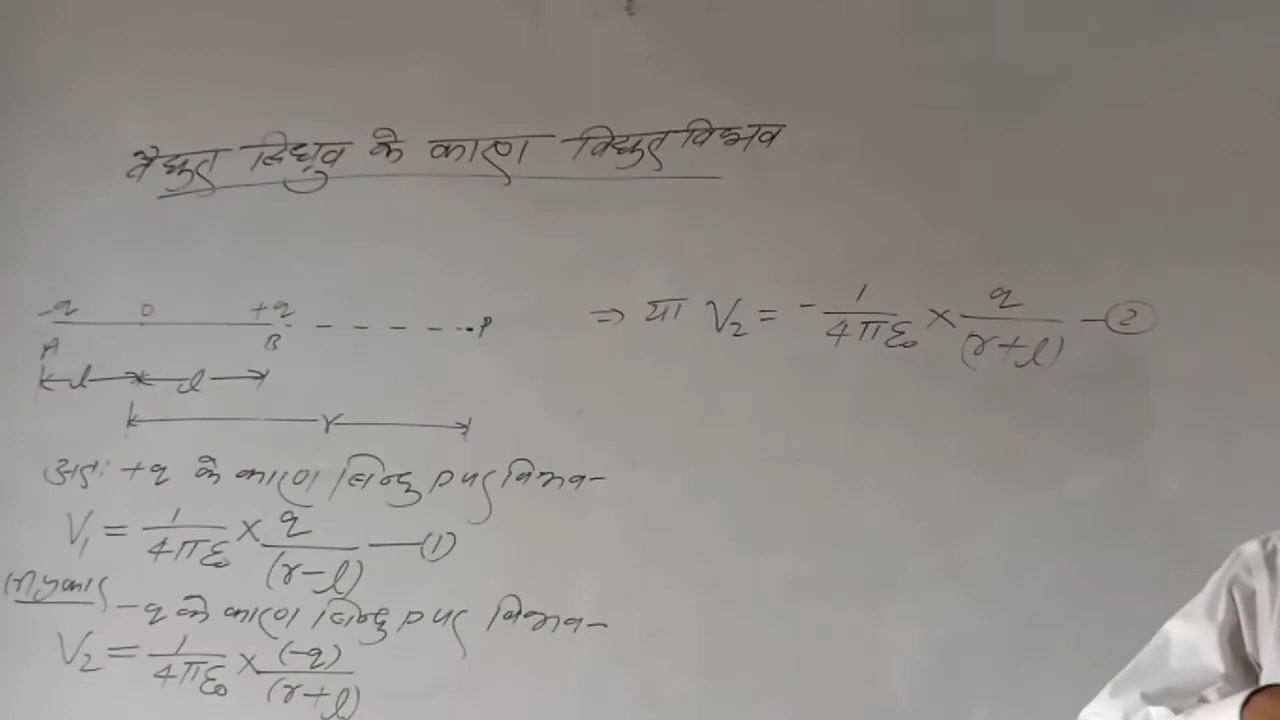 वैद्युत द्विध्रुव के कारण विद्युत विभव
-q O +q
A B P
l l
r
अतः +q के कारण बिन्दु P पर विभव-
V₁ = 1/4πε₀ × q/(r-l) —(1)
इसी प्रकार -q के कारण बिन्दु P पर विभव-
V₂ = 1/4πε₀ × (-q)/(r+l)
⇒ या V₂ = - 1/4πε₀ × q/(r+l) —②